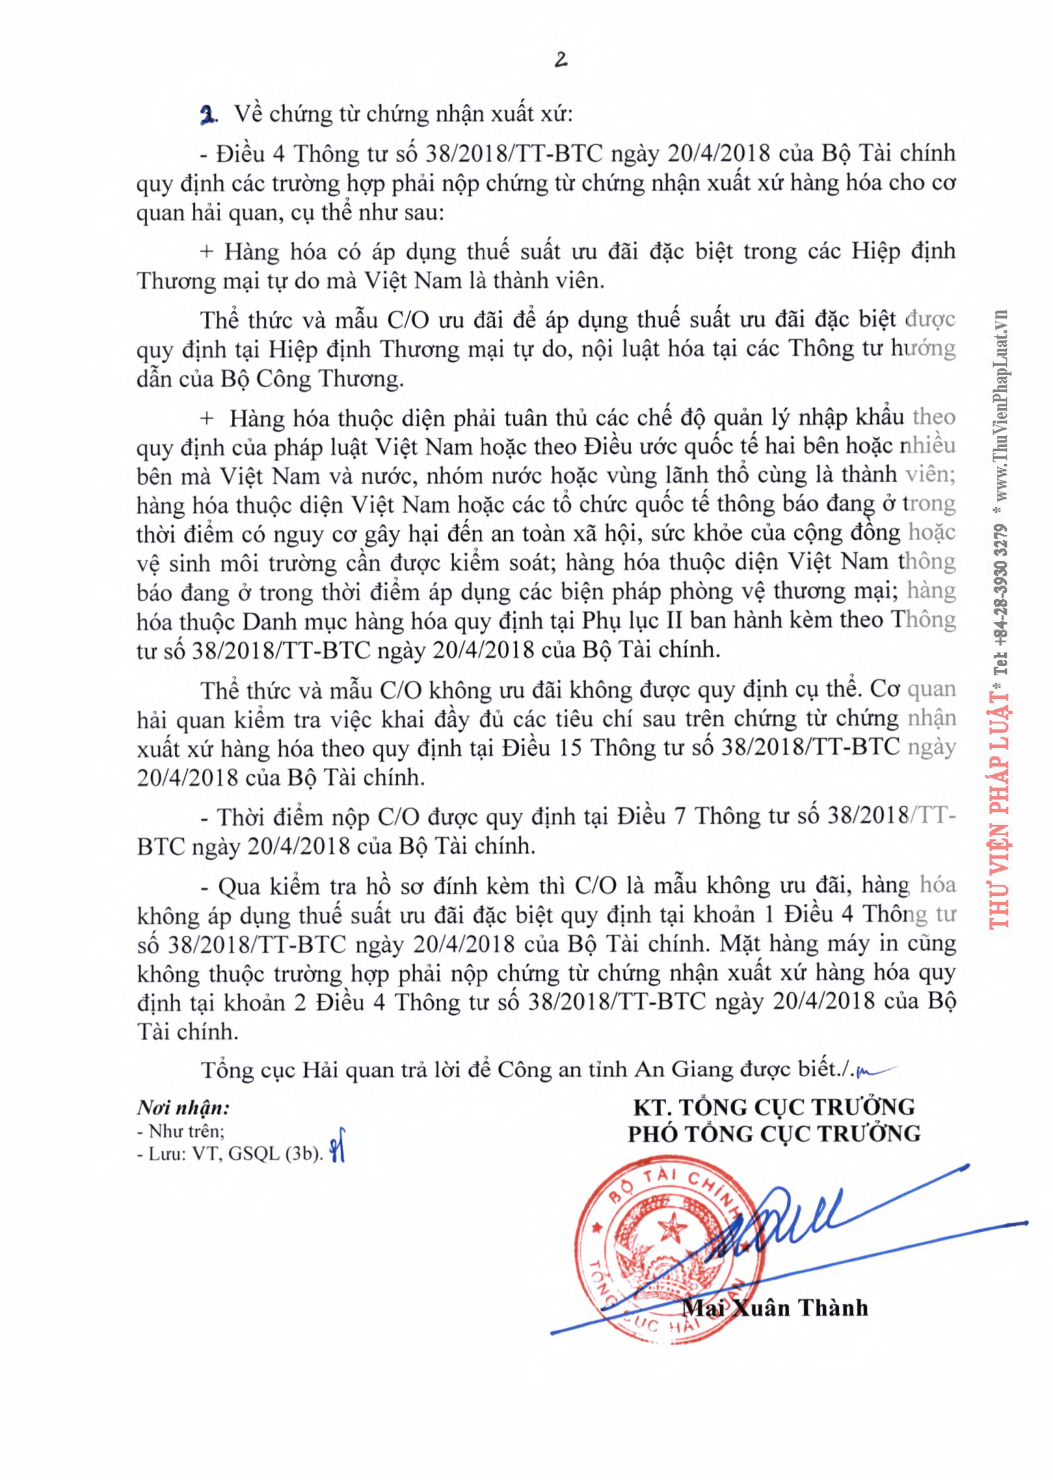 2
2. Về chứng từ chứng nhận xuất xứ:
- Điều 4 Thông tư số 38/2018/TT-BTC ngày 20/4/2018 của Bộ Tài chính
quy định các trường hợp phải nộp chứng từ chứng nhận xuất xứ hàng hóa cho cơ
quan hải quan, cụ thể như sau:
+ Hàng hóa có áp dụng thuế suất ưu đãi đặc biệt trong các Hiệp định
Thương mại tự do mà Việt Nam là thành viên.
Thể thức và mẫu C/O ưu đãi để áp dụng thuế suất ưu đãi đặc biệt được
quy định tại Hiệp định Thương mại tự do, nội luật hóa tại các Thông tư hướng
dẫn của Bộ Công Thương.
+ Hàng hóa thuộc diện phải tuân thủ các chế độ quản lý nhập khẩu theo
quy định của pháp luật Việt Nam hoặc theo Điều ước quốc tế hai bên hoặc nhiều
bên mà Việt Nam và nước, nhóm nước hoặc vùng lãnh thổ cùng là thành viên;
hàng hóa thuộc diện Việt Nam hoặc các tổ chức quốc tế thông báo đang ở trong
thời điểm có nguy cơ gây hại đến an toàn xã hội, sức khỏe của cộng đồng hoặc
vệ sinh môi trường cần được kiểm soát; hàng hóa thuộc diện Việt Nam thông
báo đang ở trong thời điểm áp dụng các biện pháp phòng vệ thương mại; hàng
hóa thuộc Danh mục hàng hóa quy định tại Phụ lục II ban hành kèm theo Thông
tư số 38/2018/TT-BTC ngày 20/4/2018 của Bộ Tài chính.
Thể thức và mẫu C/O không ưu đãi không được quy định cụ thể. Cơ quan
hải quan kiểm tra việc khai đầy đủ các tiêu chí sau trên chứng từ chứng nhận
xuất xứ hàng hóa theo quy định tại Điều 15 Thông tư số 38/2018/TT-BTC ngày
20/4/2018 của Bộ Tài chính.
- Thời điểm nộp C/O được quy định tại Điều 7 Thông tư số 38/2018/TT-
BTC ngày 20/4/2018 của Bộ Tài chính.
- Qua kiểm tra hồ sơ đính kèm thì C/O là mẫu không ưu đãi, hàng hóa
không áp dụng thuế suất ưu đãi đặc biệt quy định tại khoản 1 Điều 4 Thông tư
số 38/2018/TT-BTC ngày 20/4/2018 của Bộ Tài chính. Mặt hàng máy in cũng
không thuộc trường hợp phải nộp chứng từ chứng nhận xuất xứ hàng hóa quy
định tại khoản 2 Điều 4 Thông tư số 38/2018/TT-BTC ngày 20/4/2018 của Bộ
Tài chính.
Tổng cục Hải quan trả lời để Công an tỉnh An Giang được biết./.
Nơi nhận:
- Như trên;
- Lưu: VT, GSQL (3b).
KT. TỔNG CỤC TRƯỞNG
PHÓ TỔNG CỤC TRƯỞNG
BỘ TÀI CHÍNH
TỔNG CỤC HẢI QUAN
Mai Xuân Thành
THƯ VIỆN PHÁP LUẬT * Tel: +84-28-3930 3279 * www.ThuVienPhapLuat.vn